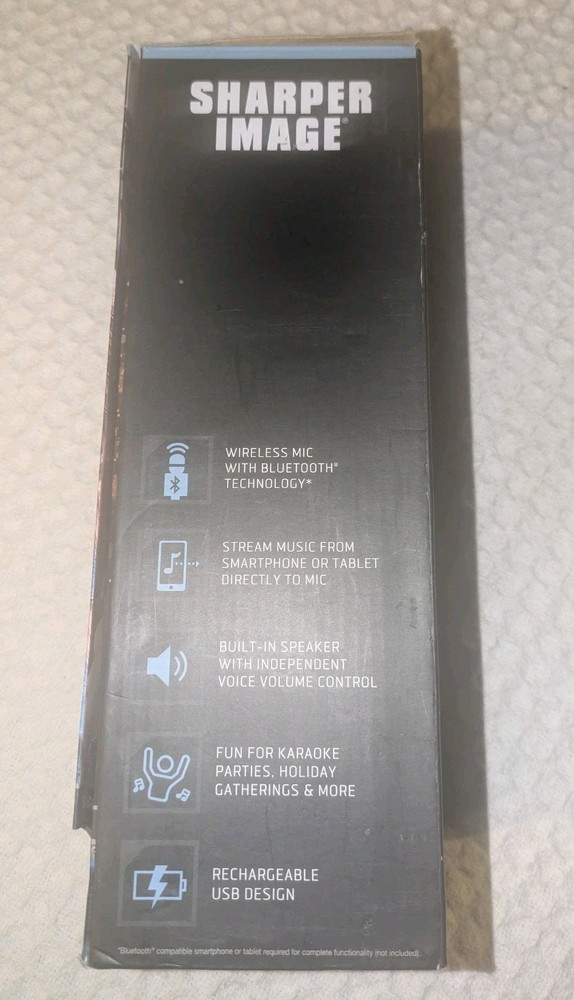 SHARPER
IMAGE®
WIRELESS MIC
WITH BLUETOOTH®
TECHNOLOGY*
STREAM MUSIC FROM
SMARTPHONE OR TABLET
DIRECTLY TO MIC
BUILT-IN SPEAKER
WITH INDEPENDENT
VOICE VOLUME CONTROL
FUN FOR KARAOKE
PARTIES, HOLIDAY
GATHERINGS & MORE
RECHARGEABLE
USB DESIGN
*Bluetooth® compatible smartphone or tablet required for complete functionality (not included).